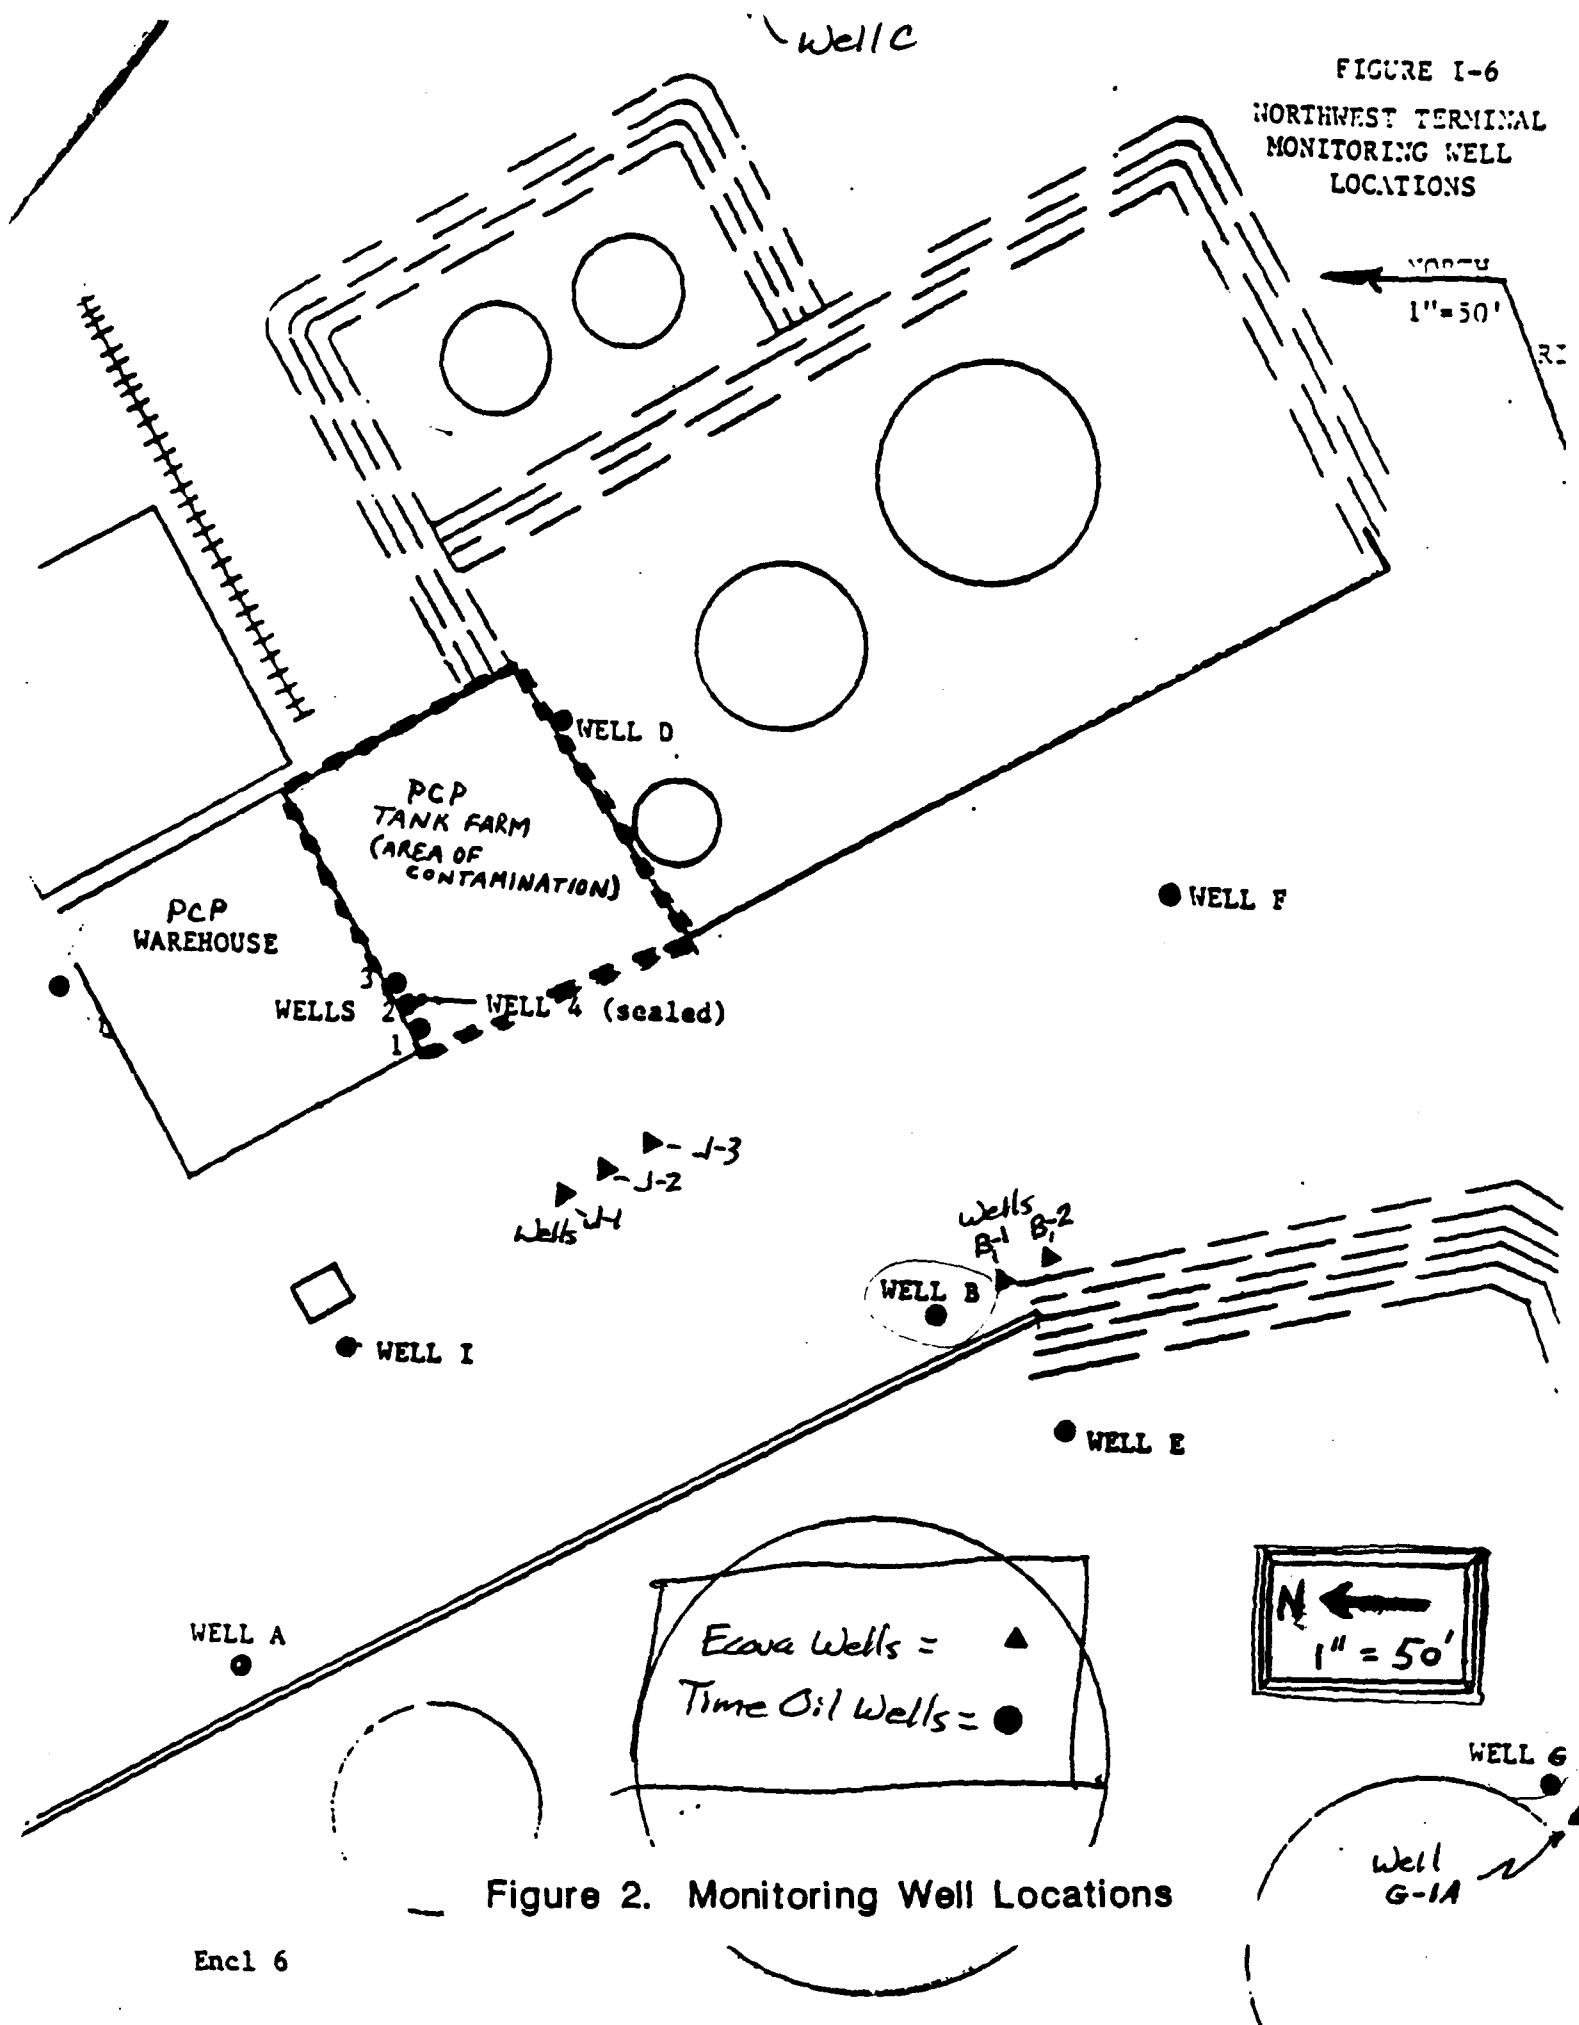 Well C
FIGURE I-6
NORTHWEST TERMINAL
MONITORING WELL
LOCATIONS
NORTH
1"=50'
WELL D
PCP
TANK FARM
(AREA OF
CONTAMINATION)
WELL F
PCP
WAREHOUSE
3
WELLS 2
WELL 4 (sealed)
1
J-3
J-2
Wells J-1
Wells
B-1 B-2
WELL B
WELL I
WELL E
WELL A
Ecova Wells =
Time Oil Wells =
N
1" = 50'
WELL G
Well
G-1A
Figure 2. Monitoring Well Locations
Encl 6